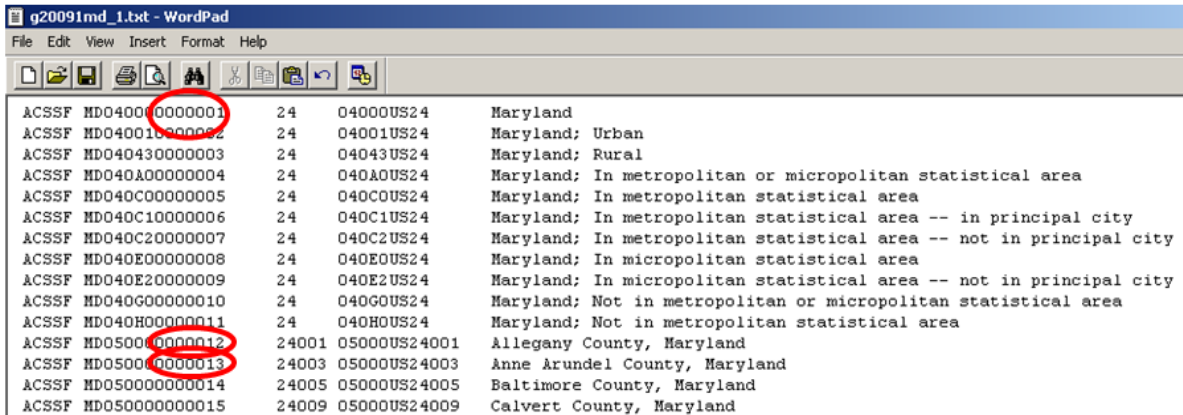 g20091md_1.txt - WordPad
File Edit View Insert Format Help
ACSSF MD040000000001 24 04000US24 Maryland
ACSSF MD040010000002 24 04001US24 Maryland; Urban
ACSSF MD040430000003 24 04043US24 Maryland; Rural
ACSSF MD040A00000004 24 040A0US24 Maryland; In metropolitan or micropolitan statistical area
ACSSF MD040C00000005 24 040C0US24 Maryland; In metropolitan statistical area
ACSSF MD040C10000006 24 040C1US24 Maryland; In metropolitan statistical area -- in principal city
ACSSF MD040C20000007 24 040C2US24 Maryland; In metropolitan statistical area -- not in principal city
ACSSF MD040E00000008 24 040E0US24 Maryland; In micropolitan statistical area
ACSSF MD040E20000009 24 040E2US24 Maryland; In micropolitan statistical area -- not in principal city
ACSSF MD040G00000010 24 040G0US24 Maryland; Not in metropolitan or micropolitan statistical area
ACSSF MD040H00000011 24 040H0US24 Maryland; Not in metropolitan statistical area
ACSSF MD050000000012 24001 05000US24001 Allegany County, Maryland
ACSSF MD050000000013 24003 05000US24003 Anne Arundel County, Maryland
ACSSF MD050000000014 24005 05000US24005 Baltimore County, Maryland
ACSSF MD050000000015 24009 05000US24009 Calvert County, Maryland